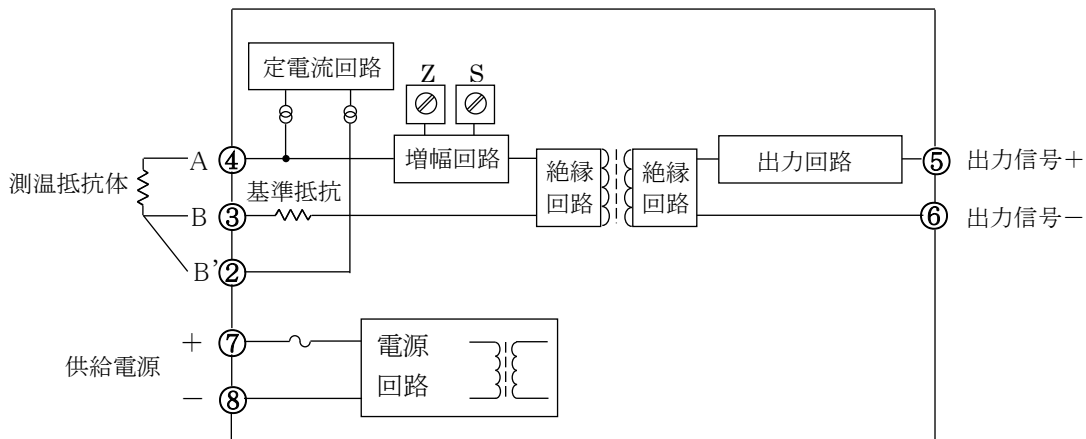 定電流回路
Z
S
A
④
増幅回路
絶縁
回路
絶縁
回路
出力回路
⑤
出力信号＋
測温抵抗体
基準抵抗
B
③
⑥
出力信号－
B'
②
＋
⑦
供給電源
－
⑧
電源
回路